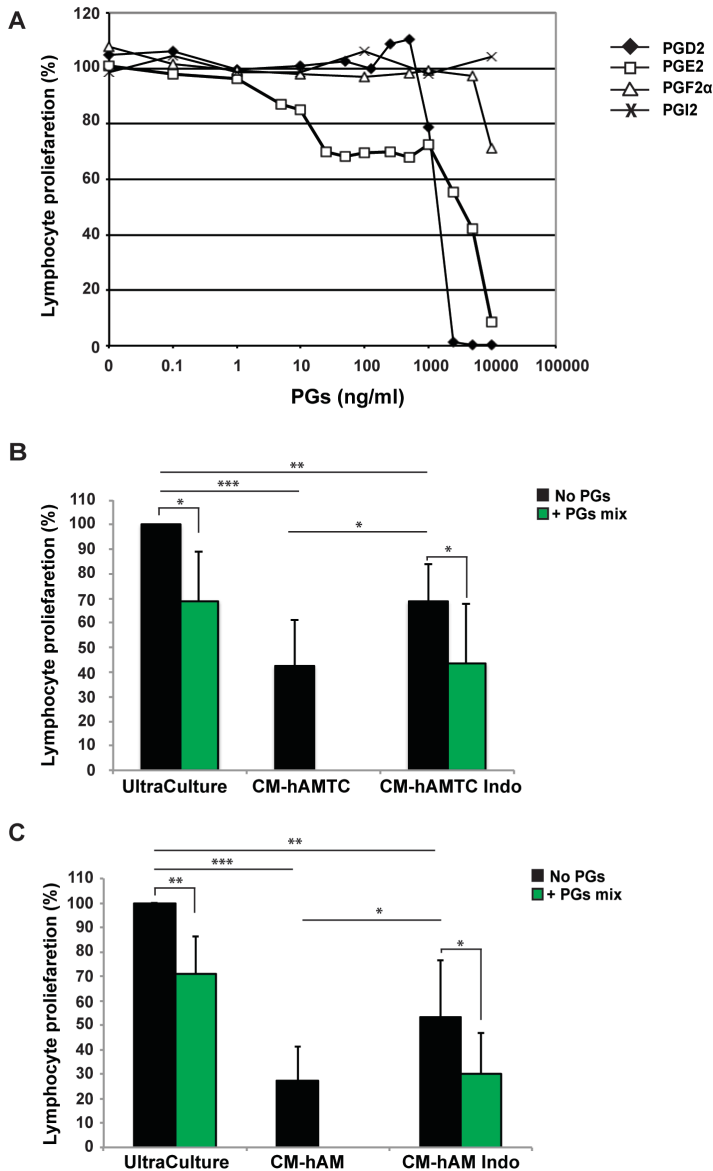 A
Lymphocyte proliefaretion (%)
120
100
80
60
40
20
0
0 0.1 1 10 100 1000 10000 100000
PGs (ng/ml)
PGD2
PGE2
PGF2α
PGI2
B
Lymphocyte proliefaretion (%)
110
100
90
80
70
60
50
40
30
20
10
0
**
***
*
*
*
No PGs
+ PGs mix
UltraCulture CM-hAMTC CM-hAMTC Indo
C
Lymphocyte proliefaretion (%)
110
100
90
80
70
60
50
40
30
20
10
0
**
***
**
*
*
No PGs
+ PGs mix
UltraCulture CM-hAM CM-hAM Indo